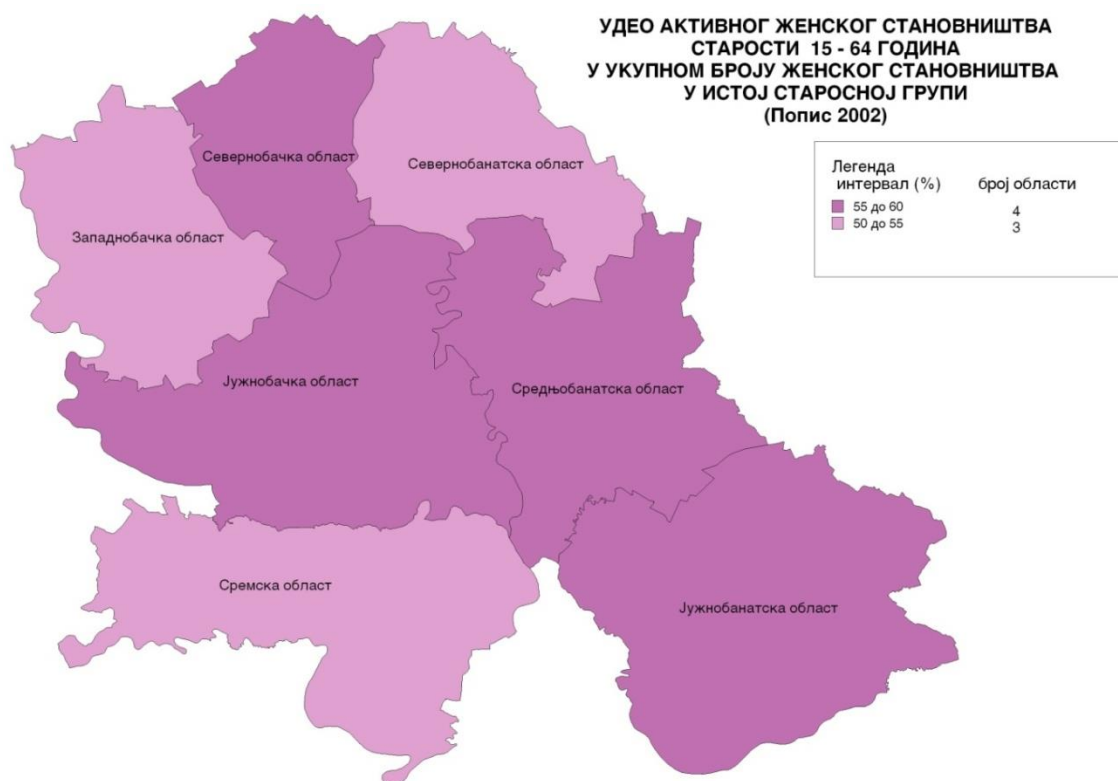 УДЕО АКТИВНОГ ЖЕНСКОГ СТАНОВНИШТВА
СТАРОСТИ 15 - 64 ГОДИНА
У УКУПНОМ БРОЈУ ЖЕНСКОГ СТАНОВНИШТВА
У ИСТОЈ СТАРОСНОЈ ГРУПИ
(Попис 2002)
Легенда
интервал (%) број области
55 до 60 4
50 до 55 3
Севернобачка област
Севернобанатска област
Западнобачка област
Јужнобачка област
Средњобанатска област
Сремска област
Јужнобанатска област